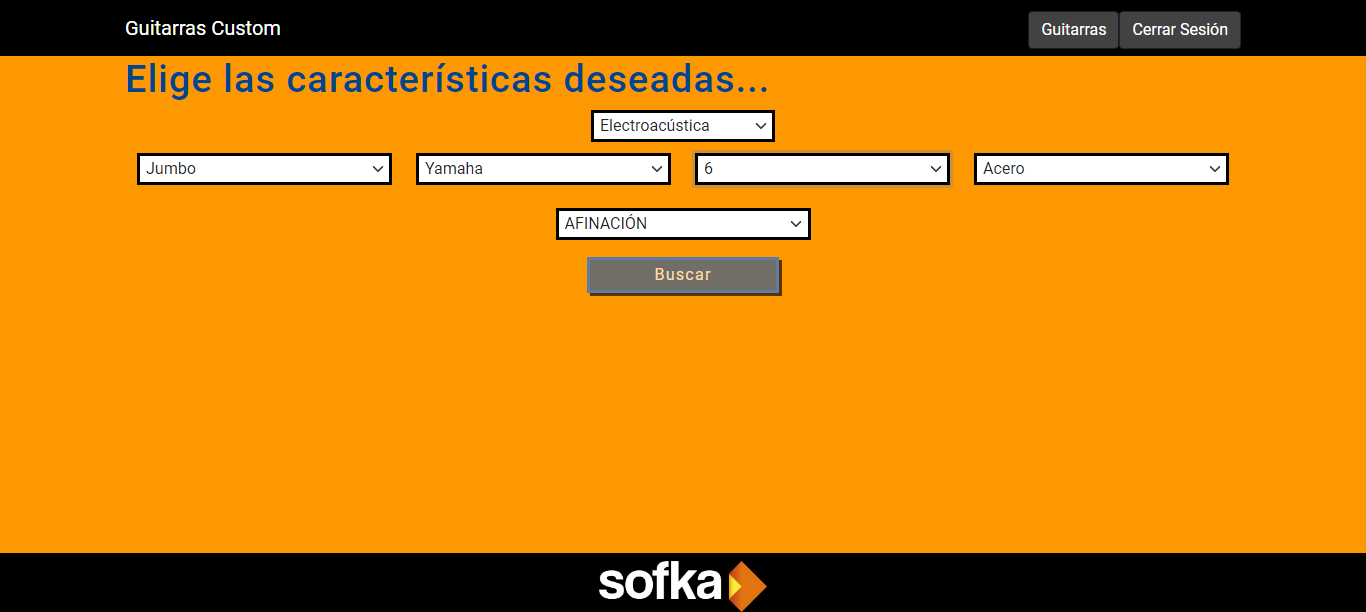 Guitarras Custom
Guitarras Cerrar Sesión
Elige las características deseadas...
Electroacústica
Jumbo Yamaha 6 Acero
AFINACIÓN
Buscar
sofka